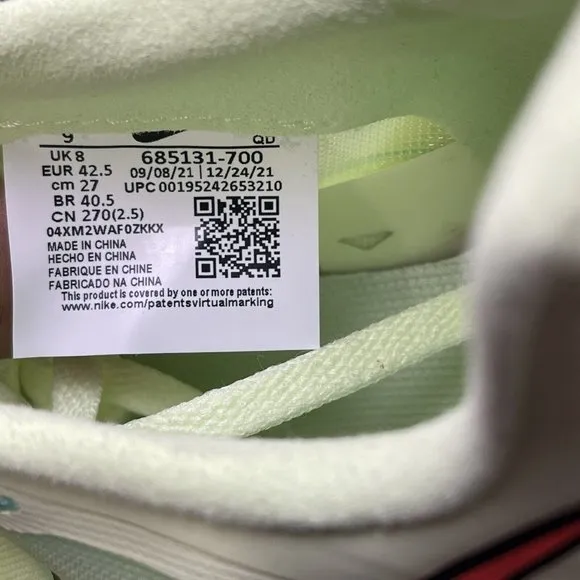 9 QD
UK 8 685131-700
EUR 42.5 09/08/21 | 12/24/21
cm 27 UPC 00195242653210
BR 40.5
CN 270(2.5)
04XM2WAF0ZKKX
MADE IN CHINA
HECHO EN CHINA
FABRIQUE EN CHINE
FABRICADO NA CHINA
This product is covered by one or more patents:
www.nike.com/patentsvirtualmarking